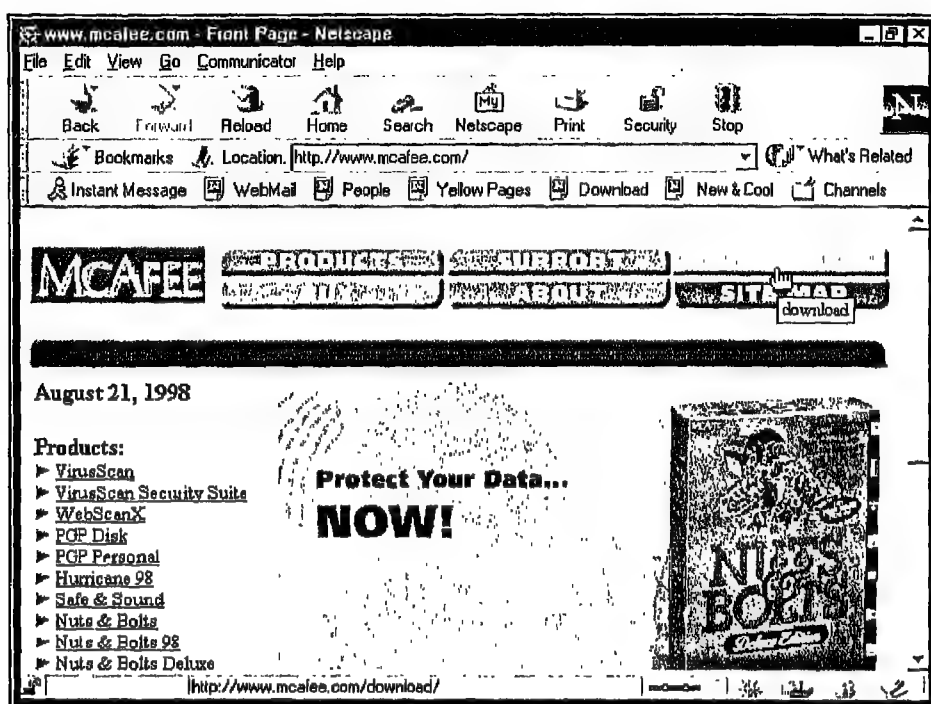 www.mcafee.com - Front Page - Netscape
File Edit View Go Communicator Help
Back Forward Reload Home Search My Netscape Print Security Stop
N
Bookmarks Location: http://www.mcafee.com/ What's Related
Instant Message WebMail People Yellow Pages Download New & Cool Channels
MCAFEE PRODUCTS SUPPORT
ABOUT SITE MAP
download
August 21, 1998
Products:
VirusScan
VirusScan Security Suite
WebScanX
PGP Disk
PGP Personal
Hurricane 98
Safe & Sound
Nuts & Bolts
Nuts & Bolts 98
Nuts & Bolts Deluxe
Protect Your Data...
NOW!
NUTS
&
BOLTS
http://www.mcafee.com/download/